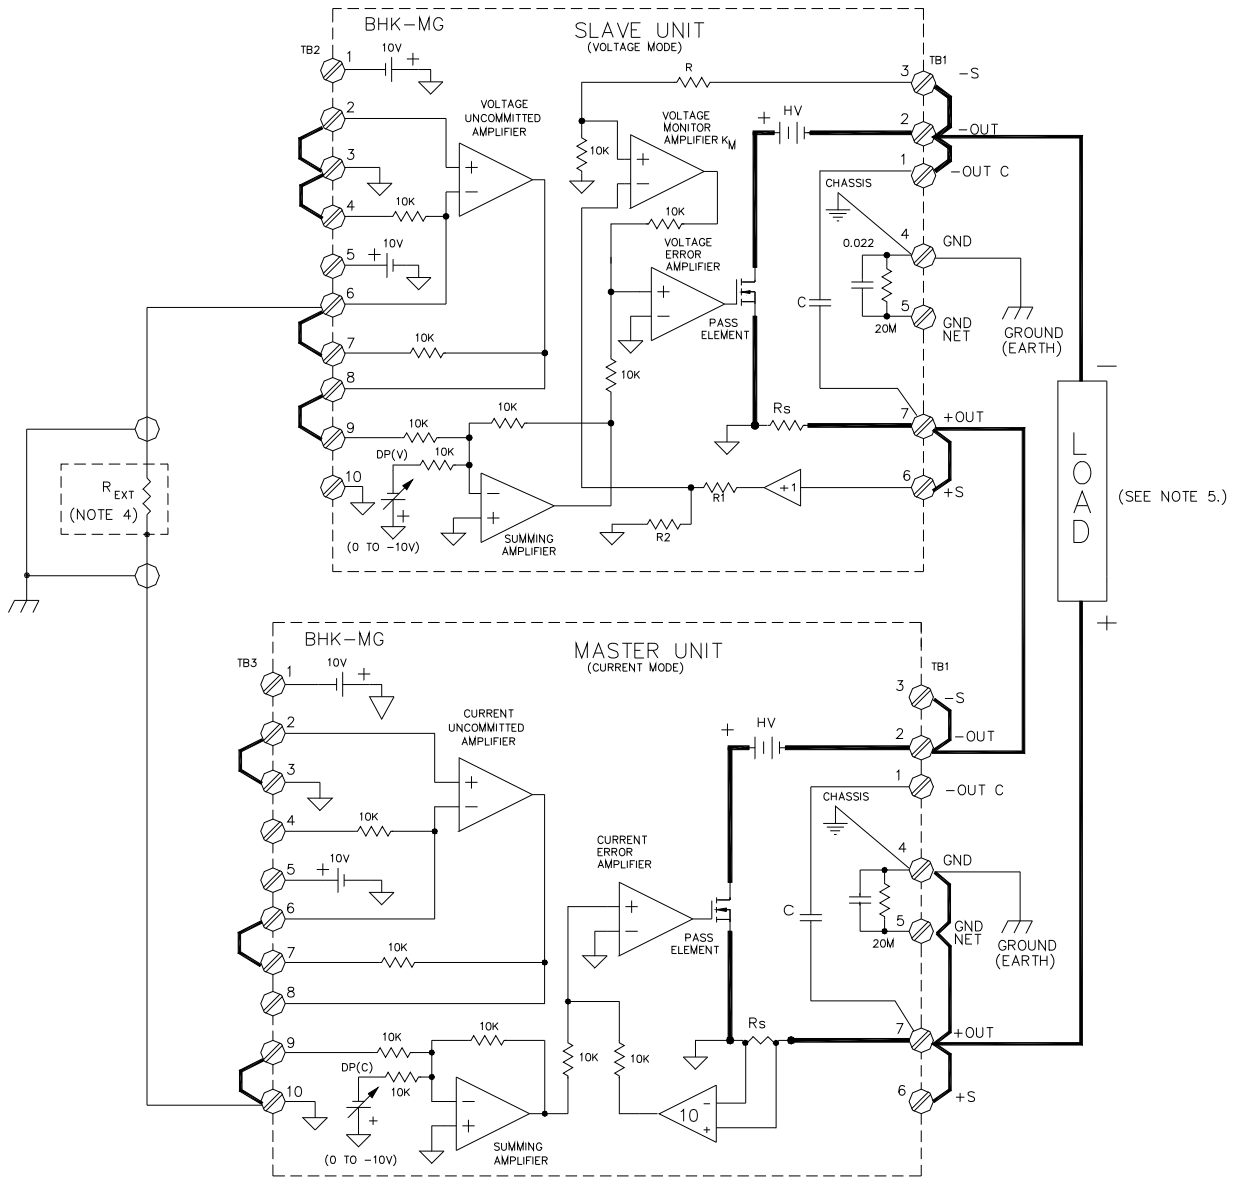 BHK-MG
SLAVE UNIT
(VOLTAGE MODE)
TB2
TB1
1
10V
+
2
VOLTAGE
UNCOMMITTED
AMPLIFIER
3
4
10K
+
−
5
+
10V
6
7
10K
8
9
10K
10K
10
DP(V)
10K
+
(0 TO -10V)
−
+
SUMMING
AMPLIFIER
R
10K
VOLTAGE
MONITOR
AMPLIFIER KM
+
−
10K
VOLTAGE
ERROR
AMPLIFIER
+
−
10K
PASS
ELEMENT
+
HV
3
-S
2
-OUT
1
-OUT C
CHASSIS
4
GND
0.022
C
20M
5
GND
NET
GROUND
(EARTH)
Rs
7
+OUT
6
+S
+1
R1
R2
REXT
(NOTE 4)
−
LOAD
(SEE NOTE 5.)
+
BHK-MG
MASTER UNIT
(CURRENT MODE)
TB3
TB1
1
10V
+
2
CURRENT
UNCOMMITTED
AMPLIFIER
3
4
10K
+
−
5
+
10V
6
7
10K
8
9
10K
10K
10
DP(C)
10K
+
(0 TO -10V)
−
+
SUMMING
AMPLIFIER
CURRENT
ERROR
AMPLIFIER
+
−
PASS
ELEMENT
10K
10K
10
-
+
+
HV
3
-S
2
-OUT
1
-OUT C
CHASSIS
4
GND
C
20M
5
GND
NET
GROUND
(EARTH)
Rs
7
+OUT
6
+S